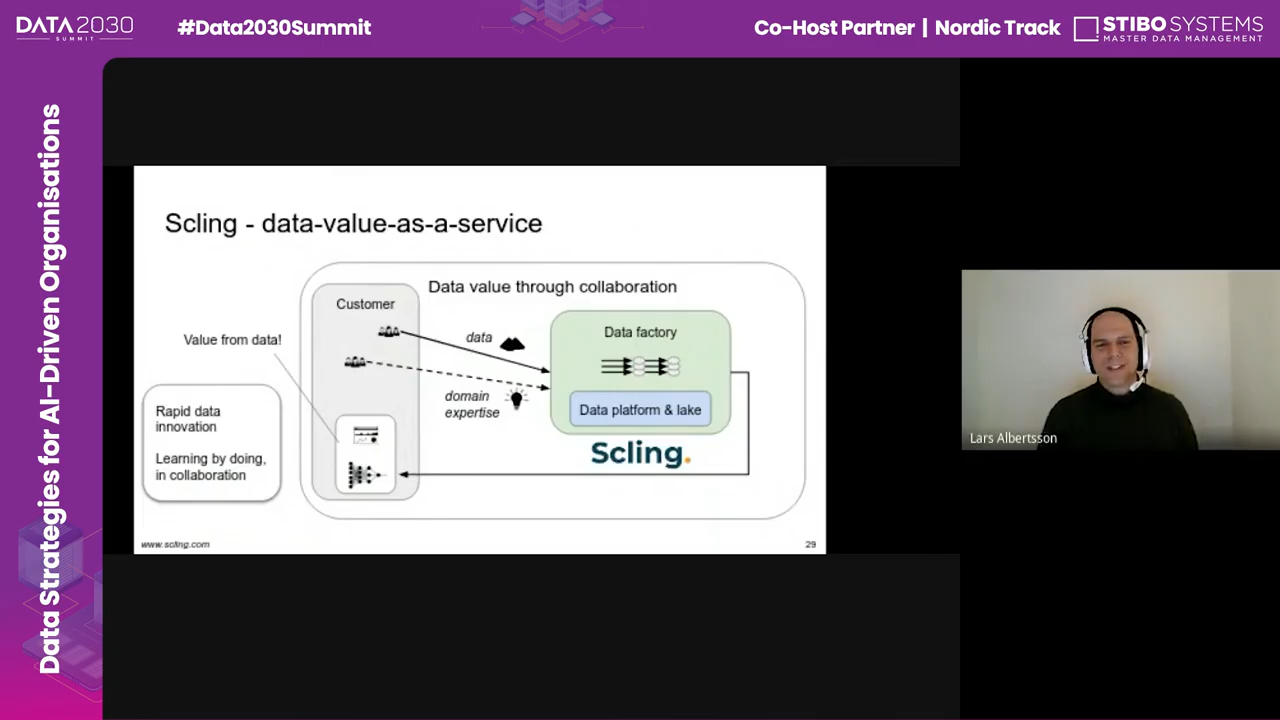 DATA2030
SUMMIT
#Data2030Summit
Co-Host Partner | Nordic Track
STIBO SYSTEMS
MASTER DATA MANAGEMENT
Data Strategies for AI-Driven Organisations
Scling - data-value-as-a-service
Data value through collaboration
Customer
Value from data!
data
domain
expertise
Data factory
Data platform & lake
Scling.
Rapid data
innovation
Learning by doing,
in collaboration
www.scling.com
29
Lars Albertsson